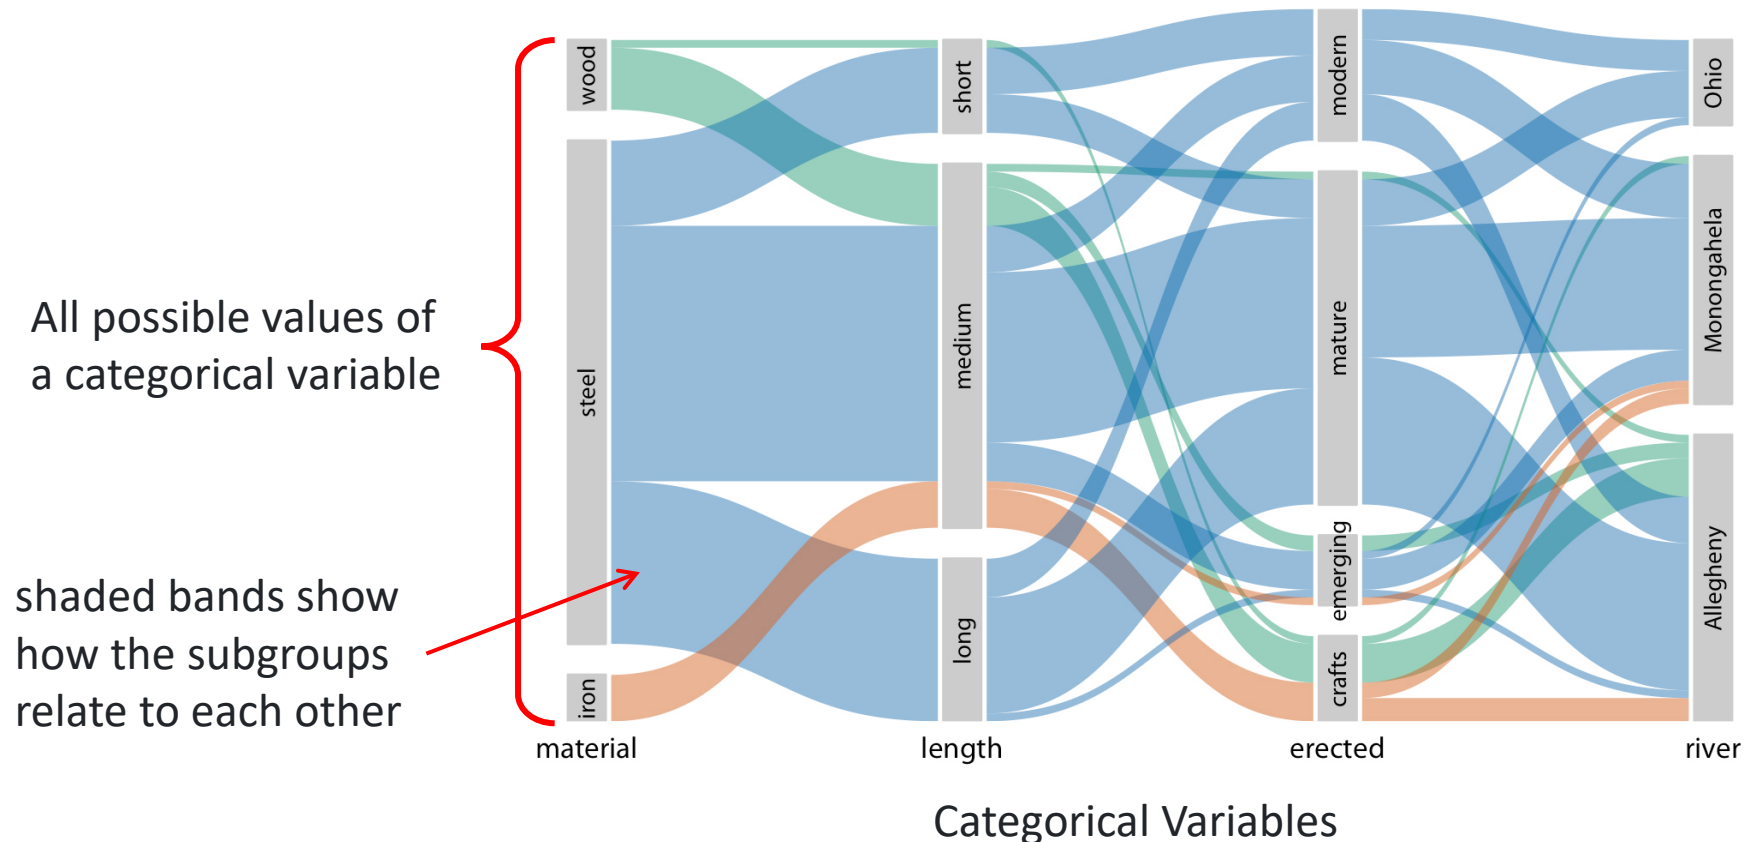 All possible values of
a categorical variable
shaded bands show
how the subgroups
relate to each other
wood
steel
iron
material
short
medium
long
length
modern
mature
emerging
crafts
erected
Ohio
Monongahela
Allegheny
river
Categorical Variables